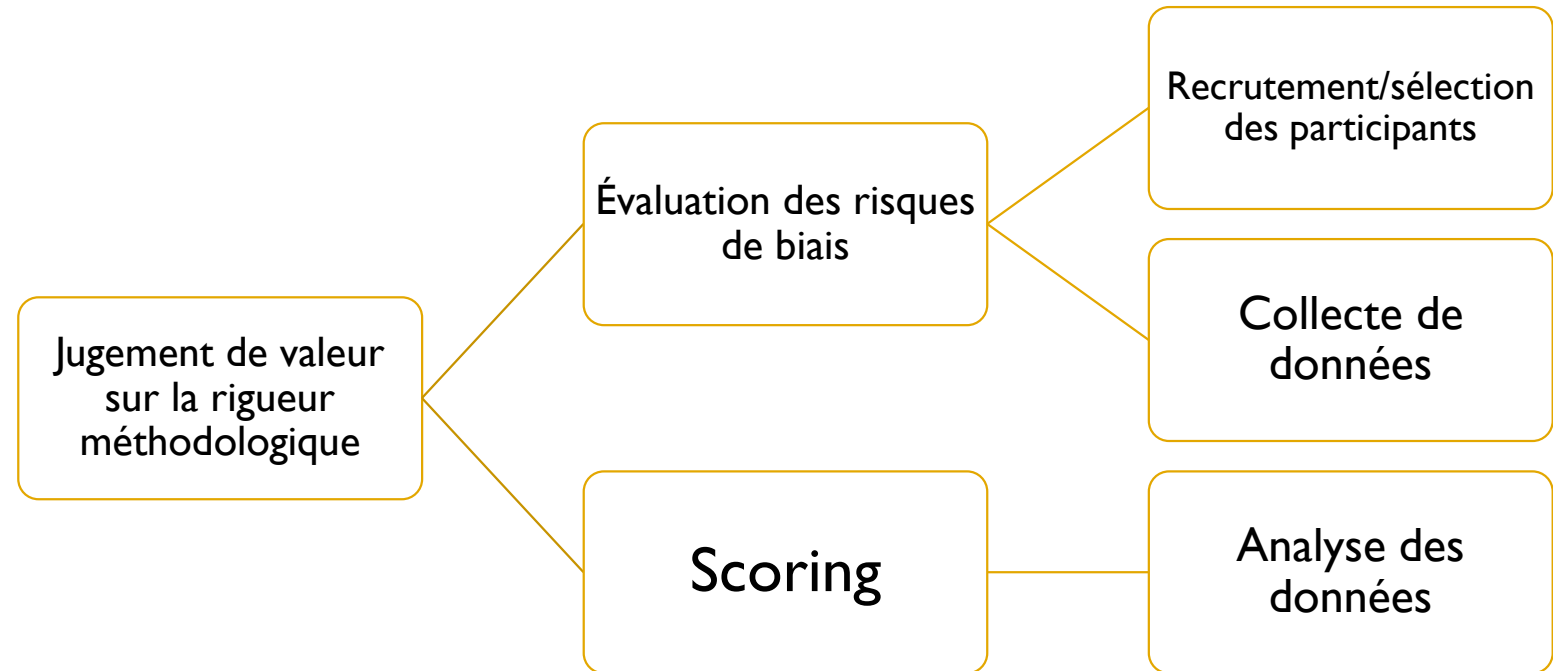 Jugement de valeur
sur la rigueur
méthodologique
Évaluation des risques
de biais
Recrutement/sélection
des participants
Collecte de
données
Scoring
Analyse des
données